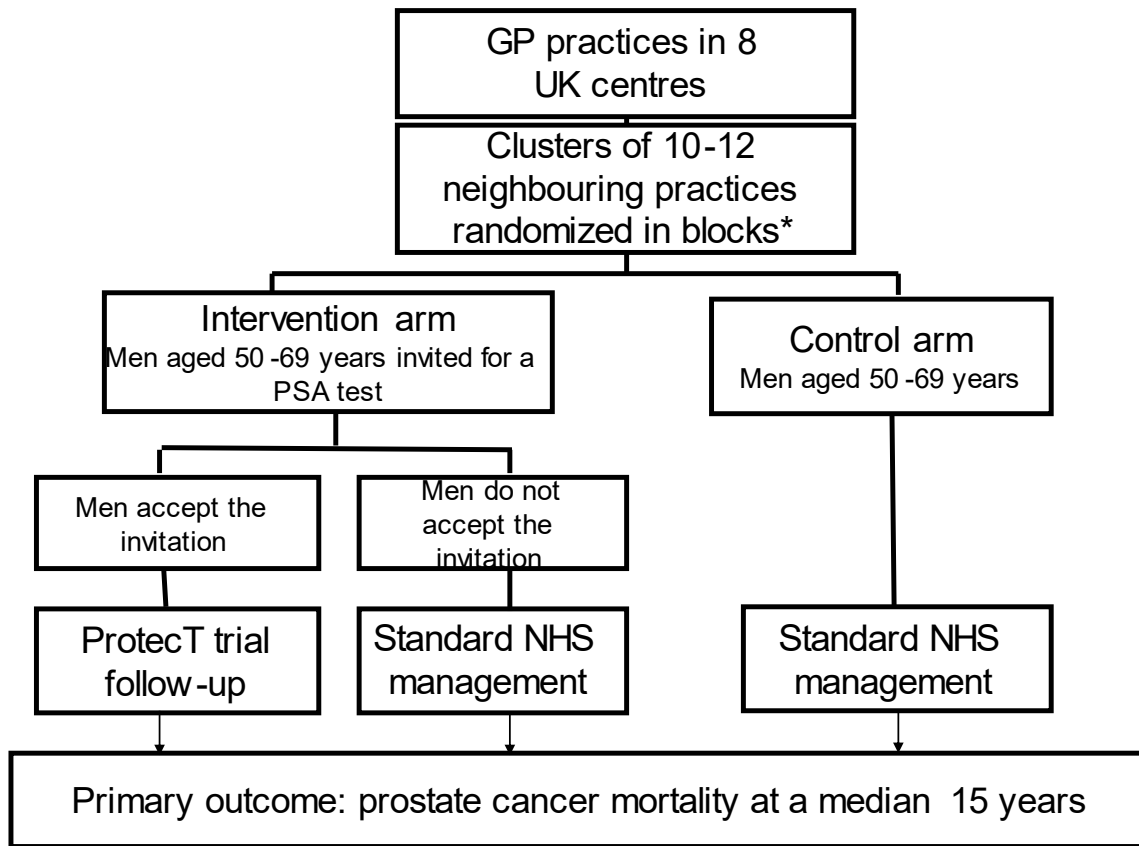 GP practices in 8
UK centres
Clusters of 10-12
neighbouring practices
randomized in blocks*
Intervention arm
Men aged 50-69 years invited for a
PSA test
Control arm
Men aged 50-69 years
Men accept the
invitation
Men do not
accept the
invitation
ProtecT trial
follow-up
Standard NHS
management
Standard NHS
management
Primary outcome: prostate cancer mortality at a median 15 years